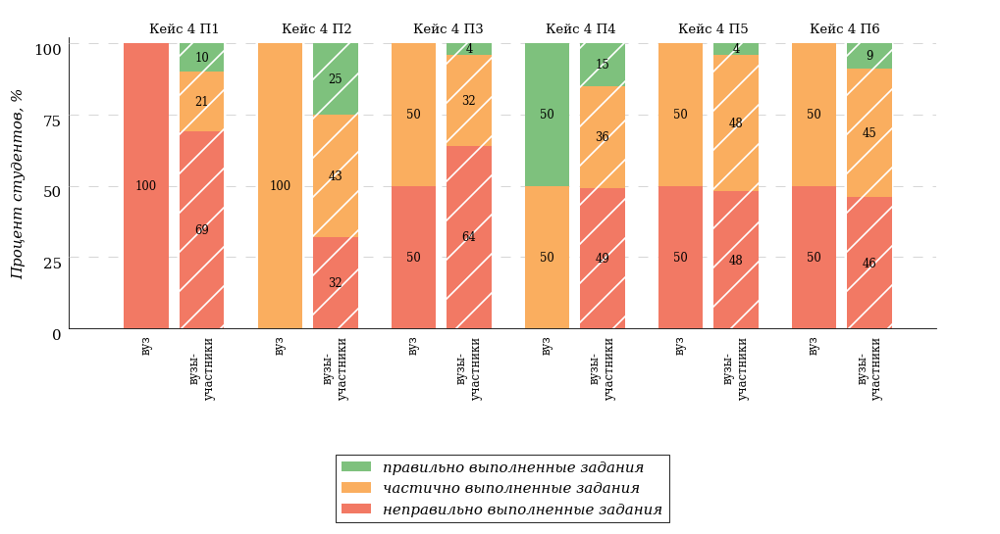 Кейс 4 П1 Кейс 4 П2 Кейс 4 П3 Кейс 4 П4 Кейс 4 П5 Кейс 4 П6
Процент студентов, %
100
75
50
25
0
100
10
21
69
100
25
43
32
50
50
4
32
64
50
50
15
36
49
50
50
4
48
48
50
50
9
45
46
вуз
вузы-
участники
вуз
вузы-
участники
вуз
вузы-
участники
вуз
вузы-
участники
вуз
вузы-
участники
вуз
вузы-
участники
правильно выполненные задания
частично выполненные задания
неправильно выполненные задания